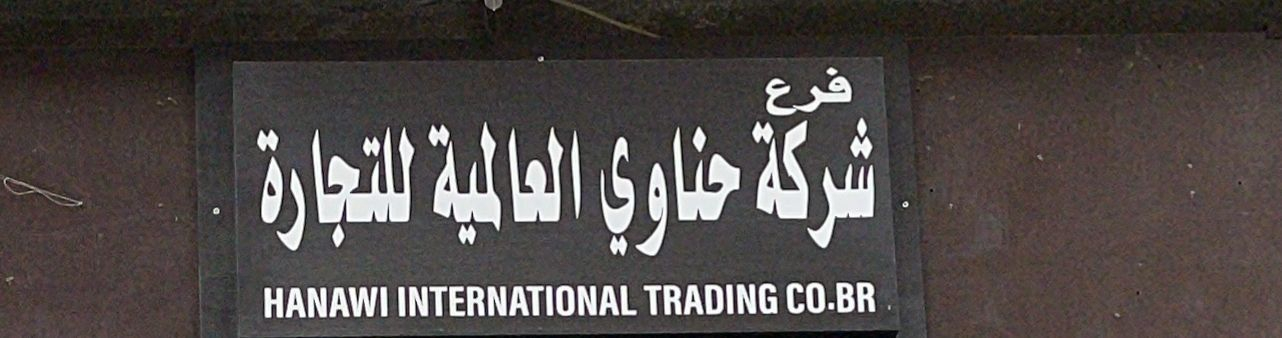 فرع
شركة حناوي العالمية للتجارة
HANAWI INTERNATIONAL TRADING CO.BR